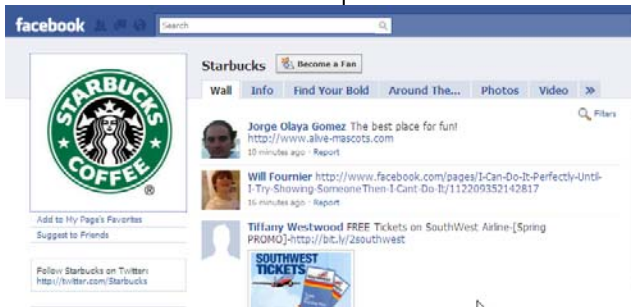 facebook
Search
STARBUCKS
COFFEE
®
Starbucks
Become a Fan
Wall Info Find Your Bold Around The... Photos Video »
Filters
Jorge Olaya Gomez The best place for fun!
http://www.alive-mascots.com
10 minutes ago · Report
Will Fournier http://www.facebook.com/pages/I-Can-Do-It-Perfectly-Until-
I-Try-Showing-SomeoneThen-I-Cant-Do-It/112209352142817
16 minutes ago · Report
Tiffany Westwood FREE Tickets on SouthWest Airline-[Spring
PROMO]-http://bit.ly/2southwest
SOUTHWEST
TICKETS
Add to My Page's Favorites
Suggest to Friends
Follow Starbucks on Twitter:
http://twitter.com/Starbucks